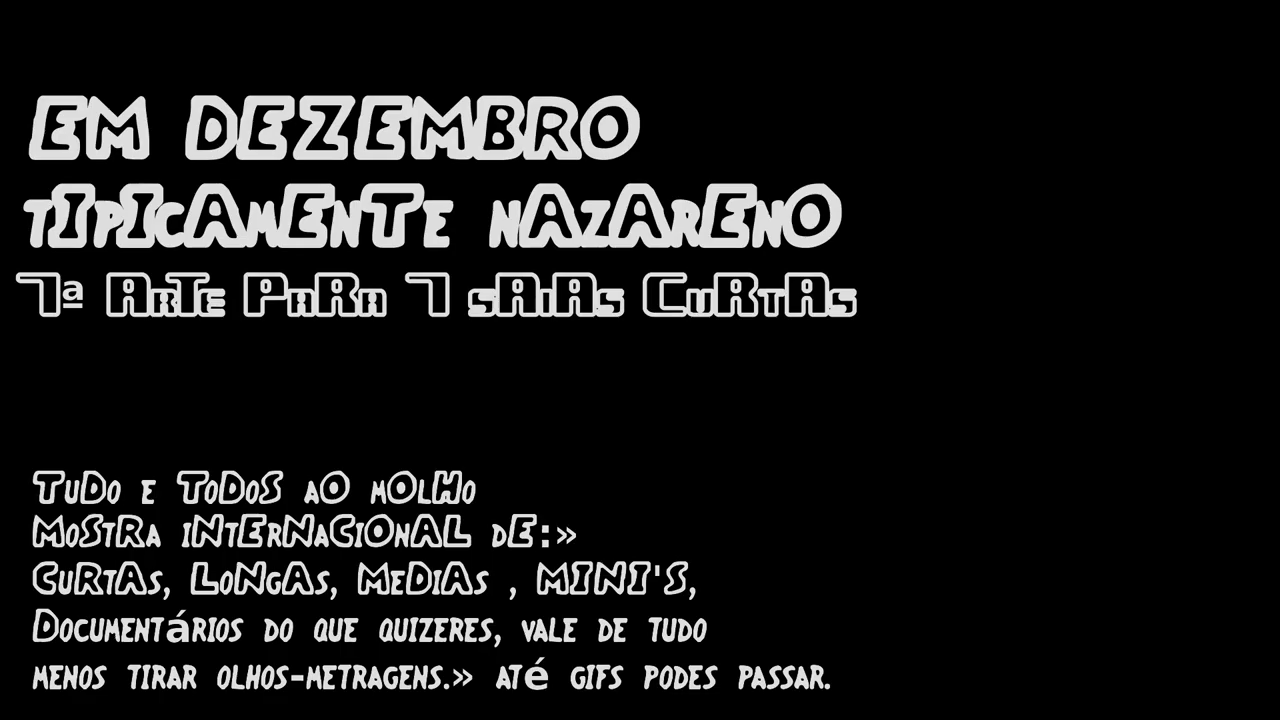 EM DEZEMBRO
TIPICAMENTE NAZARENO
7ª ARTE PARA 7 SAIAS CURTAS
TUDO E TODOS AO MOLHO
MOSTRA INTERNACIONAL DE:»
CURTAS, LONGAS, MEDIAS , MINI'S,
DOCUMENTÁRIOS DO QUE QUIZERES, VALE DE TUDO
MENOS TIRAR OLHOS-METRAGENS.» ATÉ GIFS PODES PASSAR.